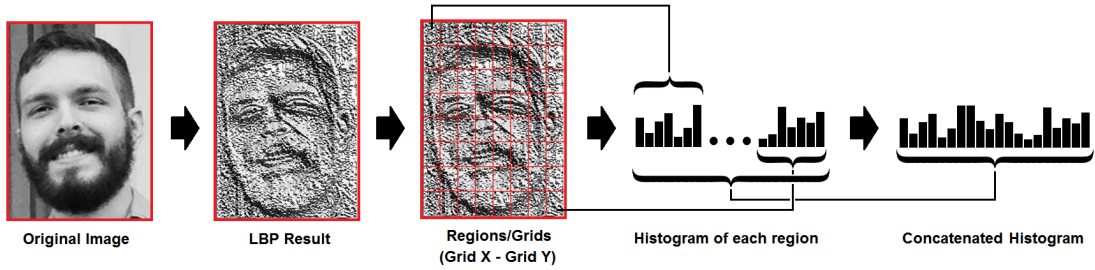 Original Image
LBP Result
Regions/Grids
(Grid X - Grid Y)
Histogram of each region
Concatenated Histogram